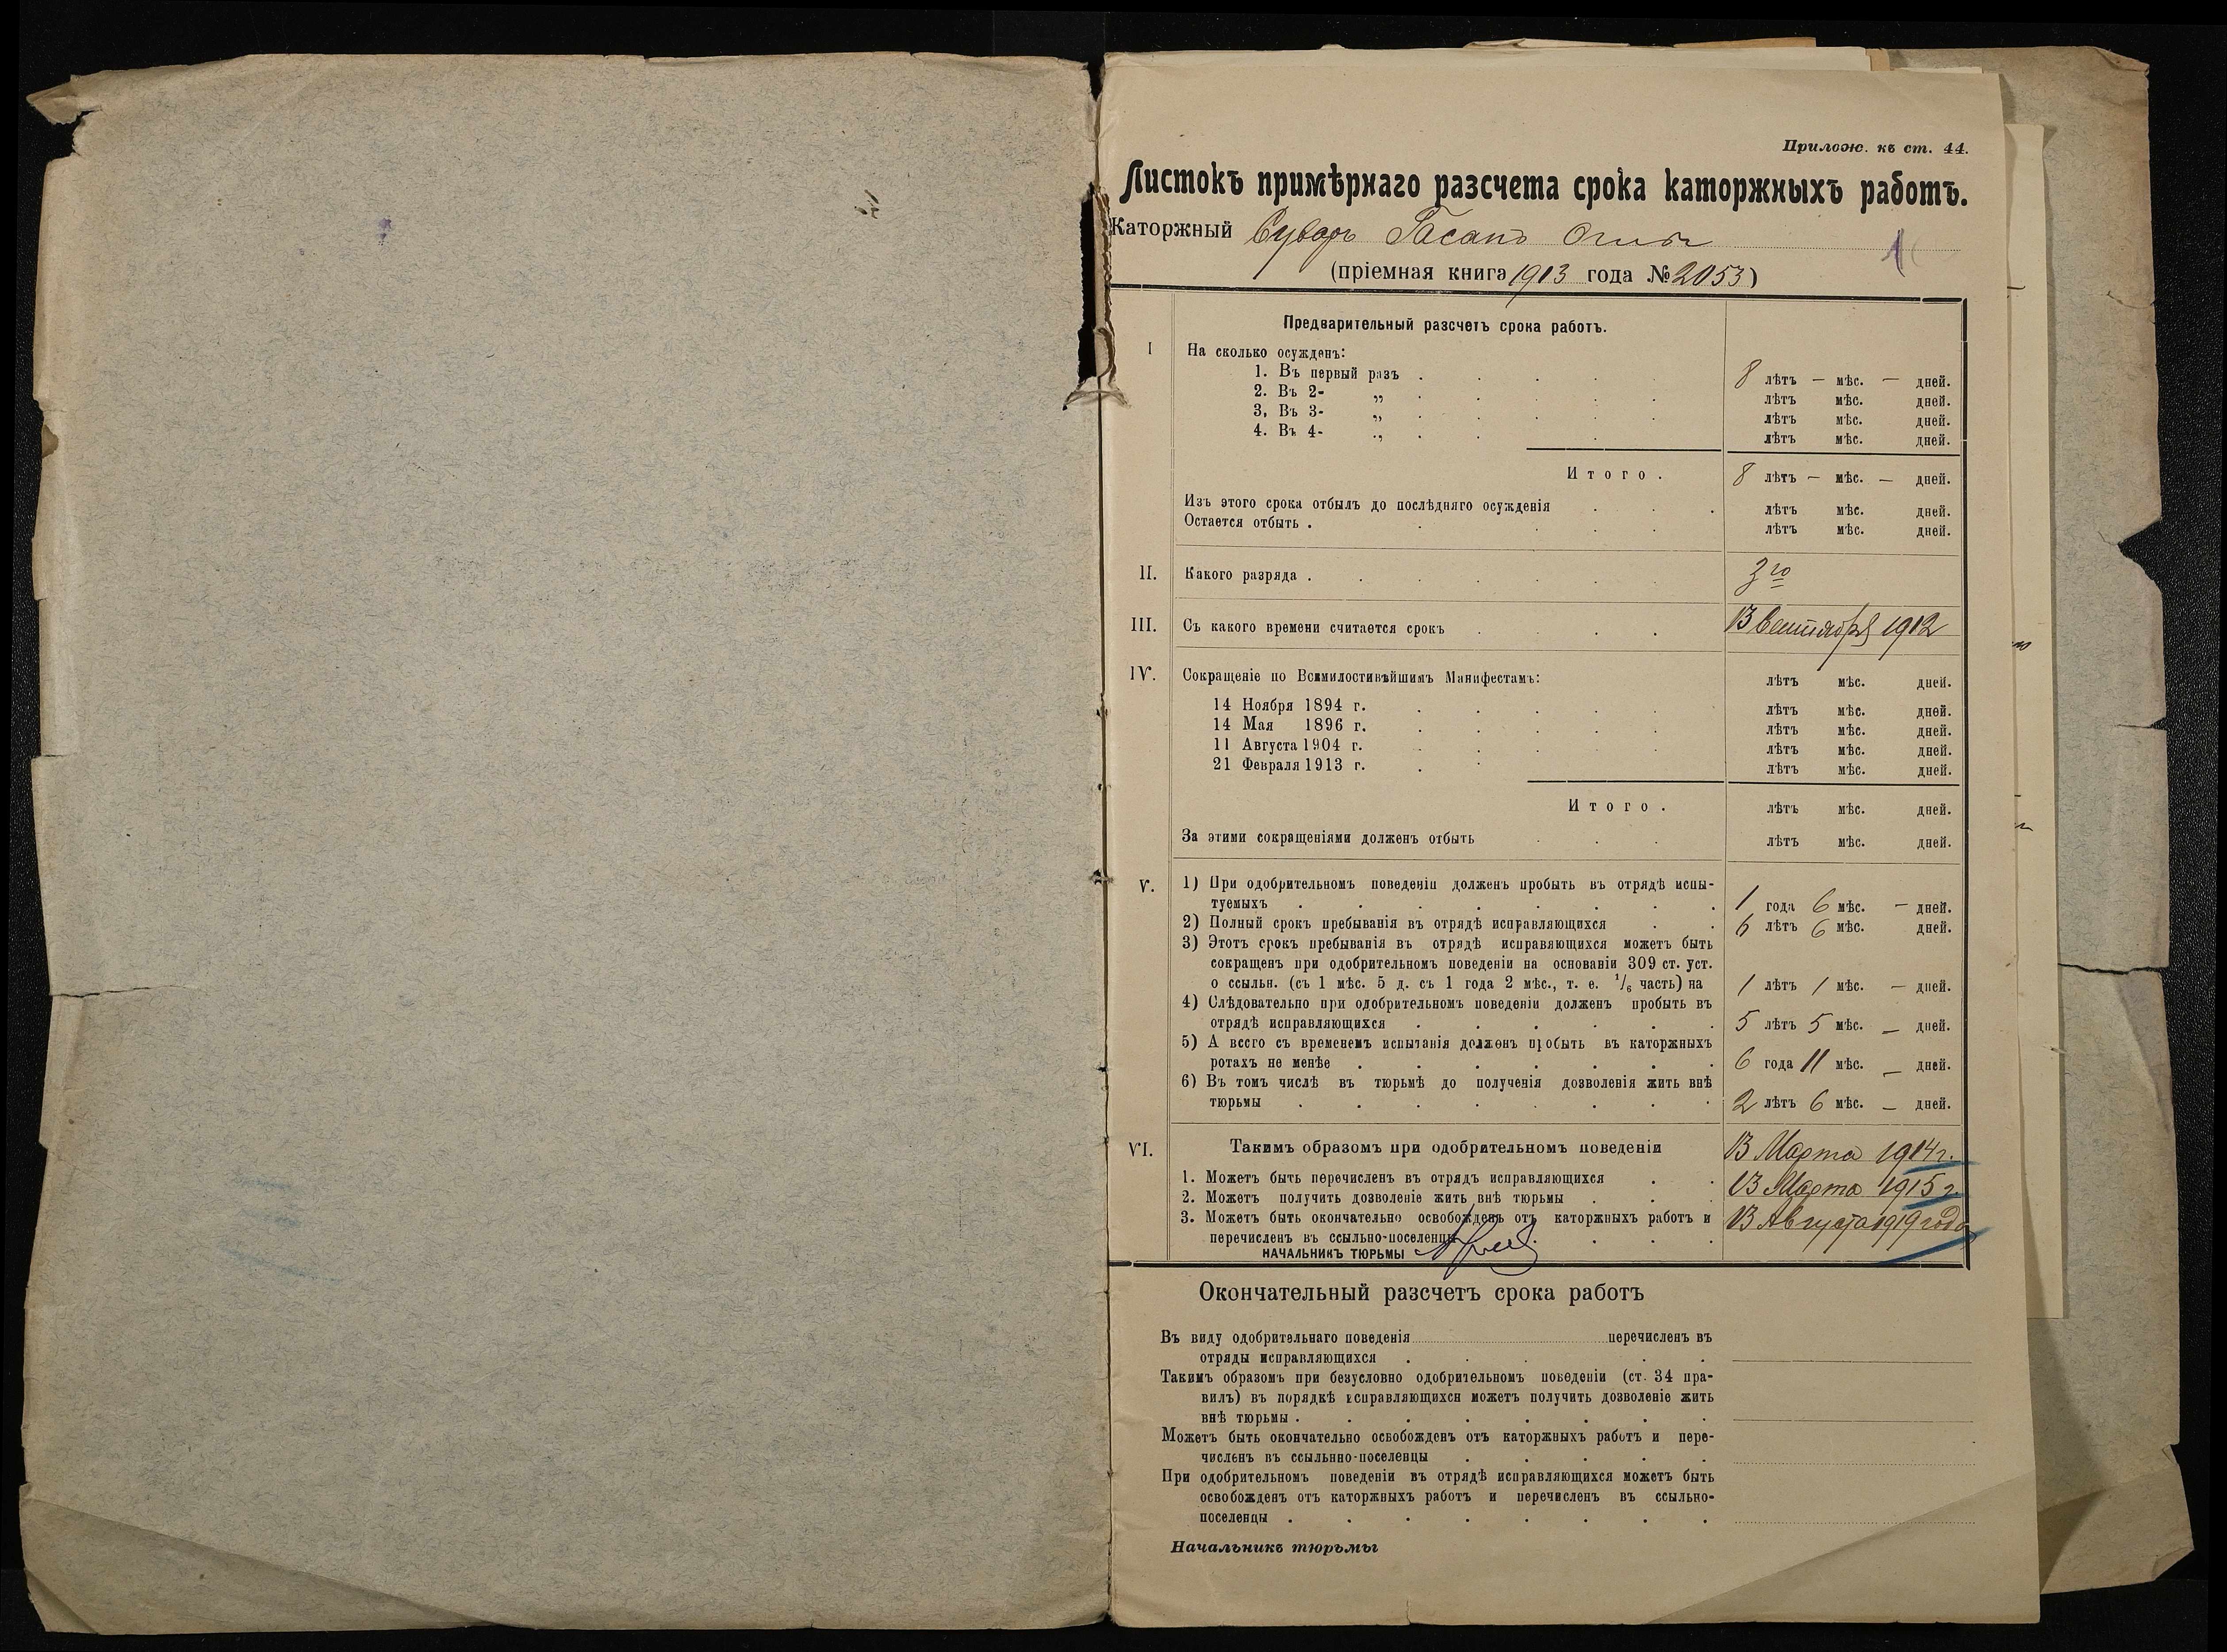 Прилож. къ ст. 44.
Листокъ примѣрнаго разсчета срока каторжныхъ работъ.
Каторжный Суворъ Гасанъ Оглы
(пріемная книга 1913 года № 2053)
Предварительный разсчетъ срока работъ.
I На сколько осужденъ:
1. Въ первый разъ . . . . . 8 лѣтъ — мѣс. — дней.
2. Въ 2- „ . . . . . лѣтъ мѣс. дней.
3, Въ 3- „ . . . . . лѣтъ мѣс. дней.
4. Въ 4- „ . . . лѣтъ мѣс. дней.
Итого. 8 лѣтъ — мѣс. — дней.
Изъ этого срока отбылъ до послѣдняго осужденія . . . лѣтъ мѣс. дней.
Остается отбыть . . . . . лѣтъ мѣс. дней.
II. Какого разряда . . . . . . . 3го
III. Съ какого времени считается срокъ . . . . 13 Сентября 1912
IV. Сокращеніе по Всемилостивѣйшимъ Манифестамъ: лѣтъ мѣс. дней.
14 Ноября 1894 г. . . . . . лѣтъ мѣс. дней.
14 Мая 1896 г. . . . . . лѣтъ мѣс. дней.
11 Августа 1904 г. . . . . . лѣтъ мѣс. дней.
21 Февраля 1913 г. . . лѣтъ мѣс. дней.
Итого. лѣтъ мѣс. дней.
За этими сокращеніями долженъ отбыть . . . лѣтъ мѣс. дней.
V. 1) При одобрительномъ поведеніи долженъ пробыть въ отрядѣ испы-
туемыхъ . . . . . . . . 1 года 6 мѣс. — дней.
2) Полный срокъ пребыванія въ отрядѣ исправляющихся . . 6 лѣтъ 6 мѣс. дней.
3) Этотъ срокъ пребыванія въ отрядѣ исправяющихся можетъ быть
сокращенъ при одобрительномъ поведеніи на основаніи 309 ст. уст.
о ссыльн. (съ 1 мѣс. 5 д. съ 1 года 2 мѣс., т. е. 1/6 часть) на 1 лѣтъ 1 мѣс. — дней.
4) Слѣдовательно при одобрительномъ поведеніи долженъ пробыть въ
отрядѣ исправляющихся . . . . . . 5 лѣтъ 5 мѣс. — дней.
5) А всего съ временемъ испытанія долженъ пробыть въ каторжныхъ
ротахъ не менѣе . . . . . . . 6 года 11 мѣс. — дней.
6) Въ томъ числѣ въ тюрьмѣ до полученія дозволенія жить внѣ
тюрьмы . . . . . . . . 2 лѣтъ 6 мѣс. — дней.
VI. Такимъ образомъ при одобрительномъ поведеніи 13 Марта 1914 г.
1. Можетъ быть перечисленъ въ отрядъ исправляющихся . .
2. Можетъ получить дозволеніе жить внѣ тюрьмы . . . 13 Марта 1915 г.
3. Можетъ быть окончательно освобожденъ отъ каторжныхъ работъ и 13 Августа 1919 года
перечисленъ въ ссыльно-поселенцы . . . .
НАЧАЛЬНИКЪ ТЮРЬМЫ
Окончательный разсчетъ срока работъ
Въ виду одобрительнаго поведенія перечисленъ въ
отряды исправляющихся . . . . .
Такимъ образомъ при безусловно одобрительномъ поведеніи (ст. 34 пра-
вилъ) въ порядкѣ исправляющихся можетъ получить дозволеніе жить
внѣ тюрьмы . . . . . . . .
Можетъ быть окончательно освобожденъ отъ каторжныхъ работъ и пере-
численъ въ ссыльнно-поселенцы . . . . .
При одобрительномъ поведеніи въ отрядѣ исправляющихся можетъ быть
освобожденъ отъ каторжныхъ работъ и перечисленъ въ ссыльно-
поселенцы . . . . . . . .
Начальникъ тюрьмы